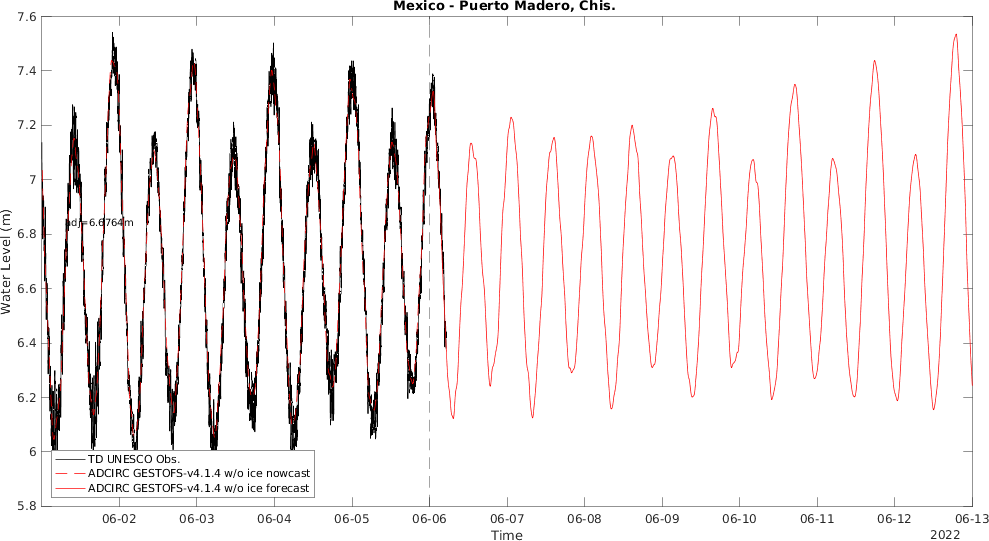 Mexico - Puerto Madero, Chis.
7.6
7.4
7.2
7
6.8
6.6
6.4
6.2
6
5.8
Water Level (m)
TD UNESCO Obs.
ADCIRC GESTOFS-v4.1.4 w/o ice nowcast
ADCIRC GESTOFS-v4.1.4 w/o ice forecast
06-02 06-03 06-04 06-05 06-06 06-07 06-08 06-09 06-10 06-11 06-12 06-13
Time
2022